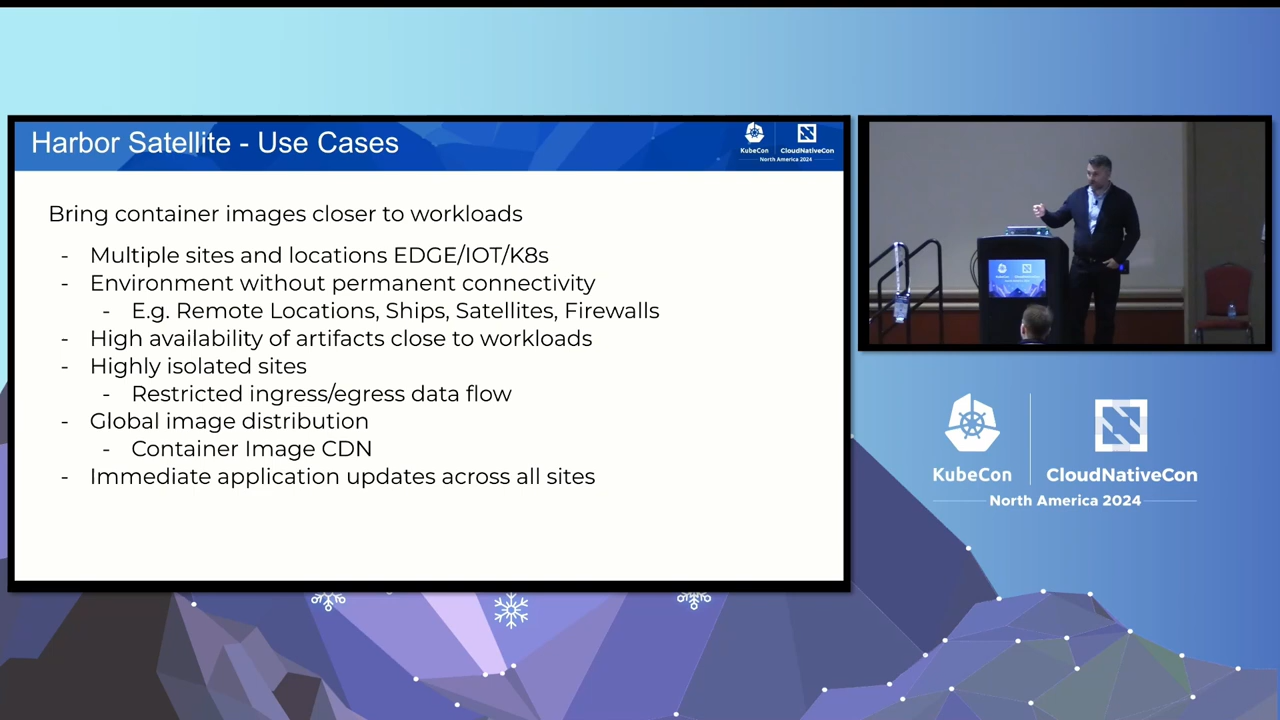 Harbor Satellite - Use Cases
KubeCon
CloudNativeCon
North America 2024
Bring container images closer to workloads
- Multiple sites and locations EDGE/IOT/K8s
- Environment without permanent connectivity
- E.g. Remote Locations, Ships, Satellites, Firewalls
- High availability of artifacts close to workloads
- Highly isolated sites
- Restricted ingress/egress data flow
- Global image distribution
- Container Image CDN
- Immediate application updates across all sites
KubeCon
CloudNativeCon
North America 2024